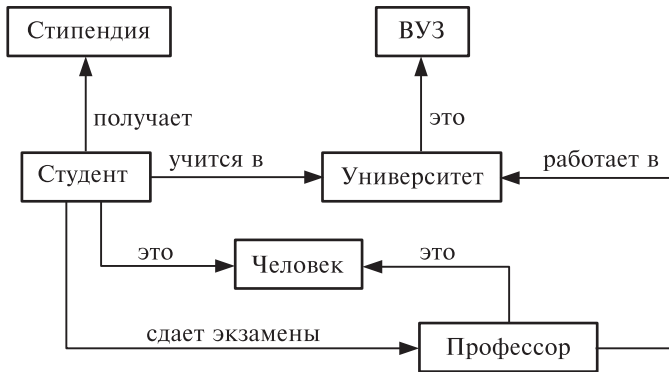 Стипендия
ВУЗ
получает
это
Студент
учится в
Университет
работает в
это
Человек
это
сдает экзамены
Профессор